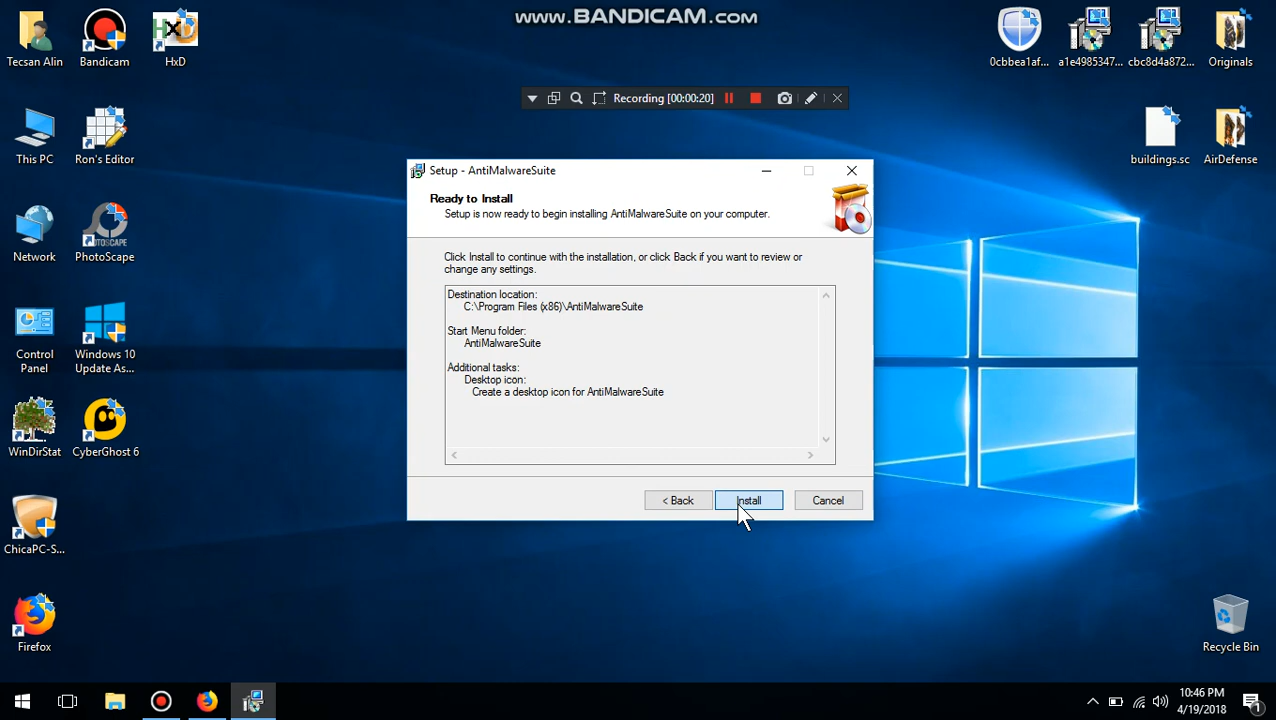 www.BANDICAM.com
Tecsan Alin
Bandicam
HxD
0cbbea1af...
a1e4985347...
cbc8d4a872...
Originals
Recording [00:00:20]
This PC
Ron's Editor
buildings.sc
AirDefense
Setup - AntiMalwareSuite
Ready to Install
Setup is now ready to begin installing AntiMalwareSuite on your computer.
Network
PhotoScape
PHOTOSCAPE
Click Install to continue with the installation, or click Back if you want to review or
change any settings.
Destination location:
C:\Program Files (x86)\AntiMalwareSuite
Start Menu folder:
AntiMalwareSuite
Additional tasks:
Desktop icon:
Create a desktop icon for AntiMalwareSuite
Control
Panel
Windows 10
Update As...
WinDirStat
CyberGhost 6
< Back
Install
Cancel
ChicaPC-S...
Firefox
Recycle Bin
10:46 PM
4/19/2018
1